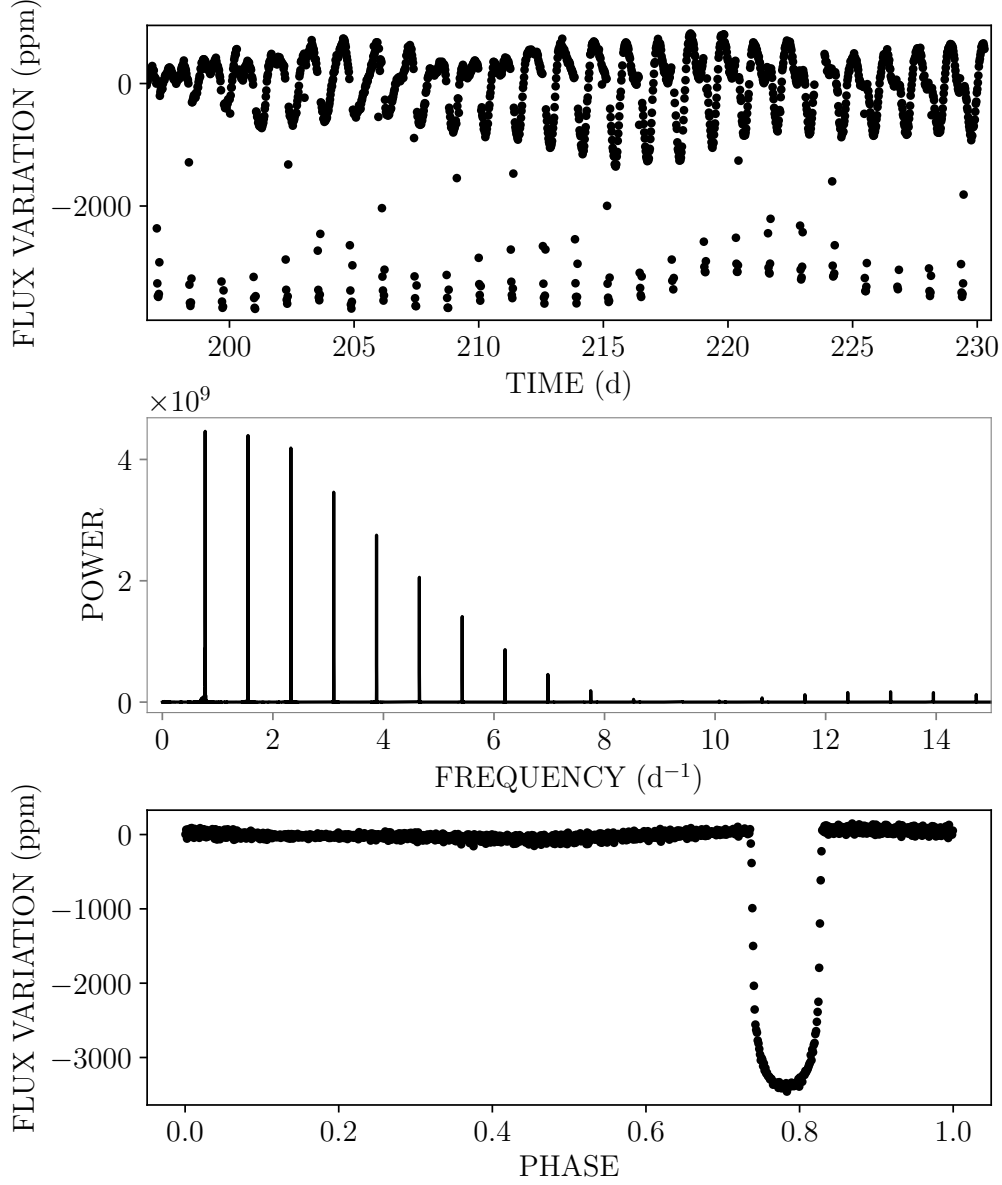 FLUX VARIATION (ppm)
0
−2000
200 205 210 215 220 225 230
TIME (d)
×10⁹
POWER
4
2
0
0 2 4 6 8 10 12 14
FREQUENCY (d⁻¹)
FLUX VARIATION (ppm)
0
−1000
−2000
−3000
0.0 0.2 0.4 0.6 0.8 1.0
PHASE